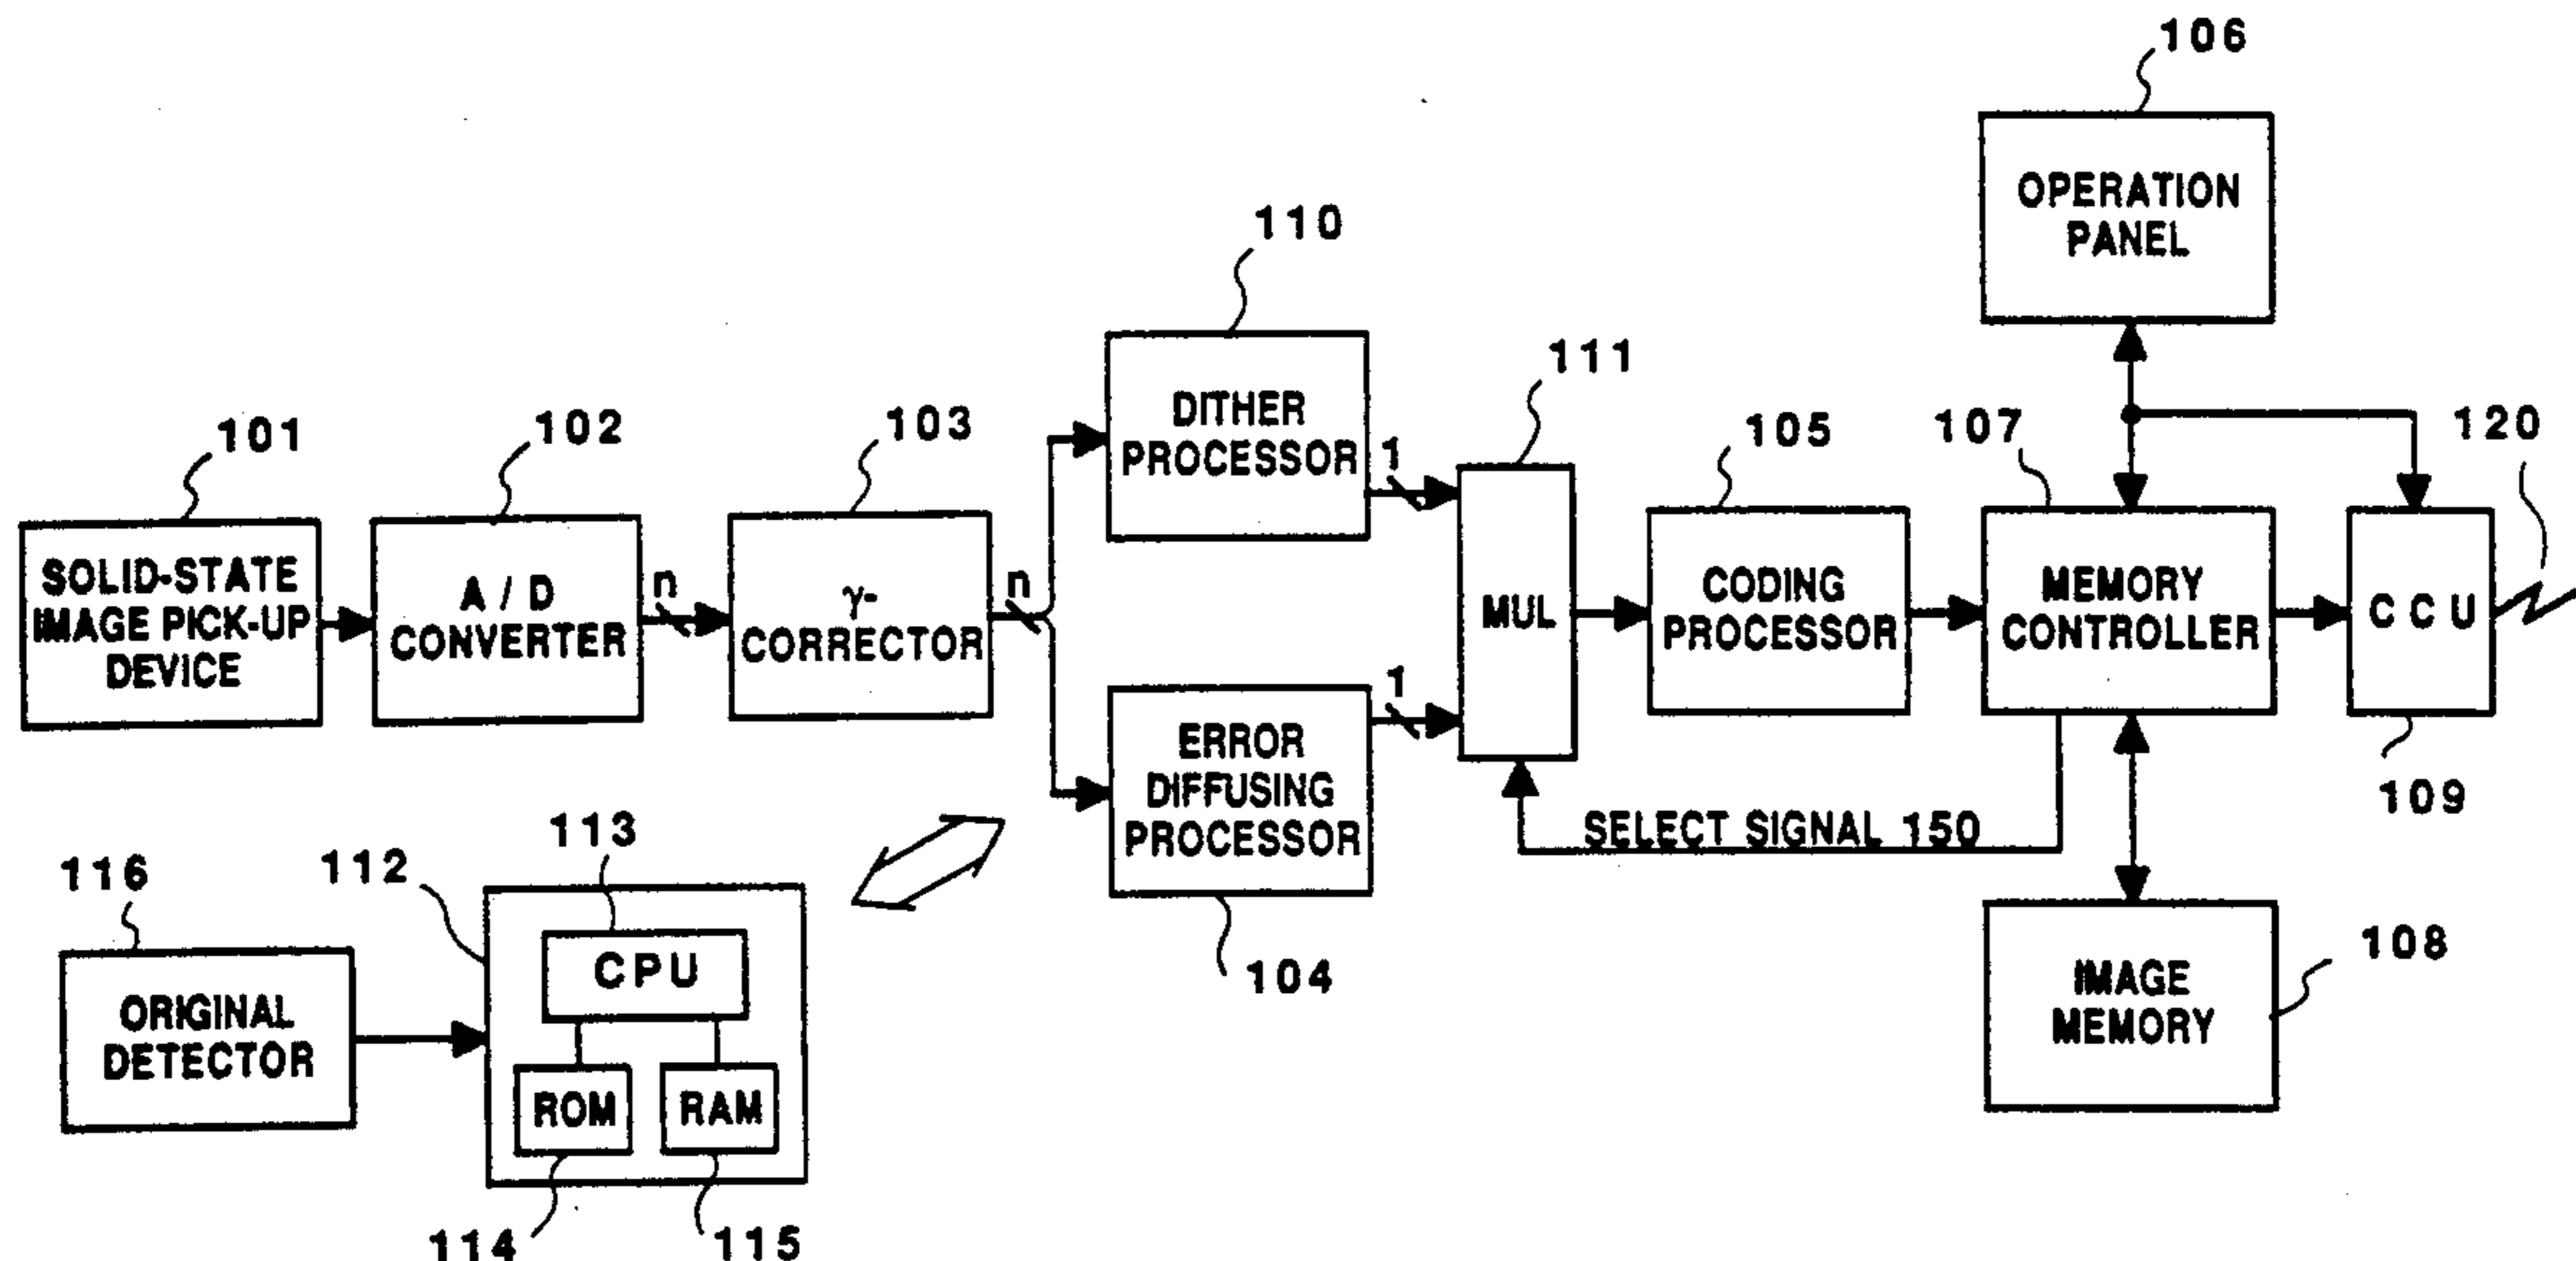 106
OPERATION
PANEL
110
DITHER
PROCESSOR
1
111
101
SOLID-STATE
IMAGE PICK-UP
DEVICE
102
A / D
CONVERTER
n
103
γ-
CORRECTOR
n
MUL
105
CODING
PROCESSOR
107
MEMORY
CONTROLLER
120
C C U
109
ERROR
DIFFUSING
PROCESSOR
1
104
SELECT SIGNAL 150
IMAGE
MEMORY
108
116
ORIGINAL
DETECTOR
112
113
CPU
ROM
RAM
114
115